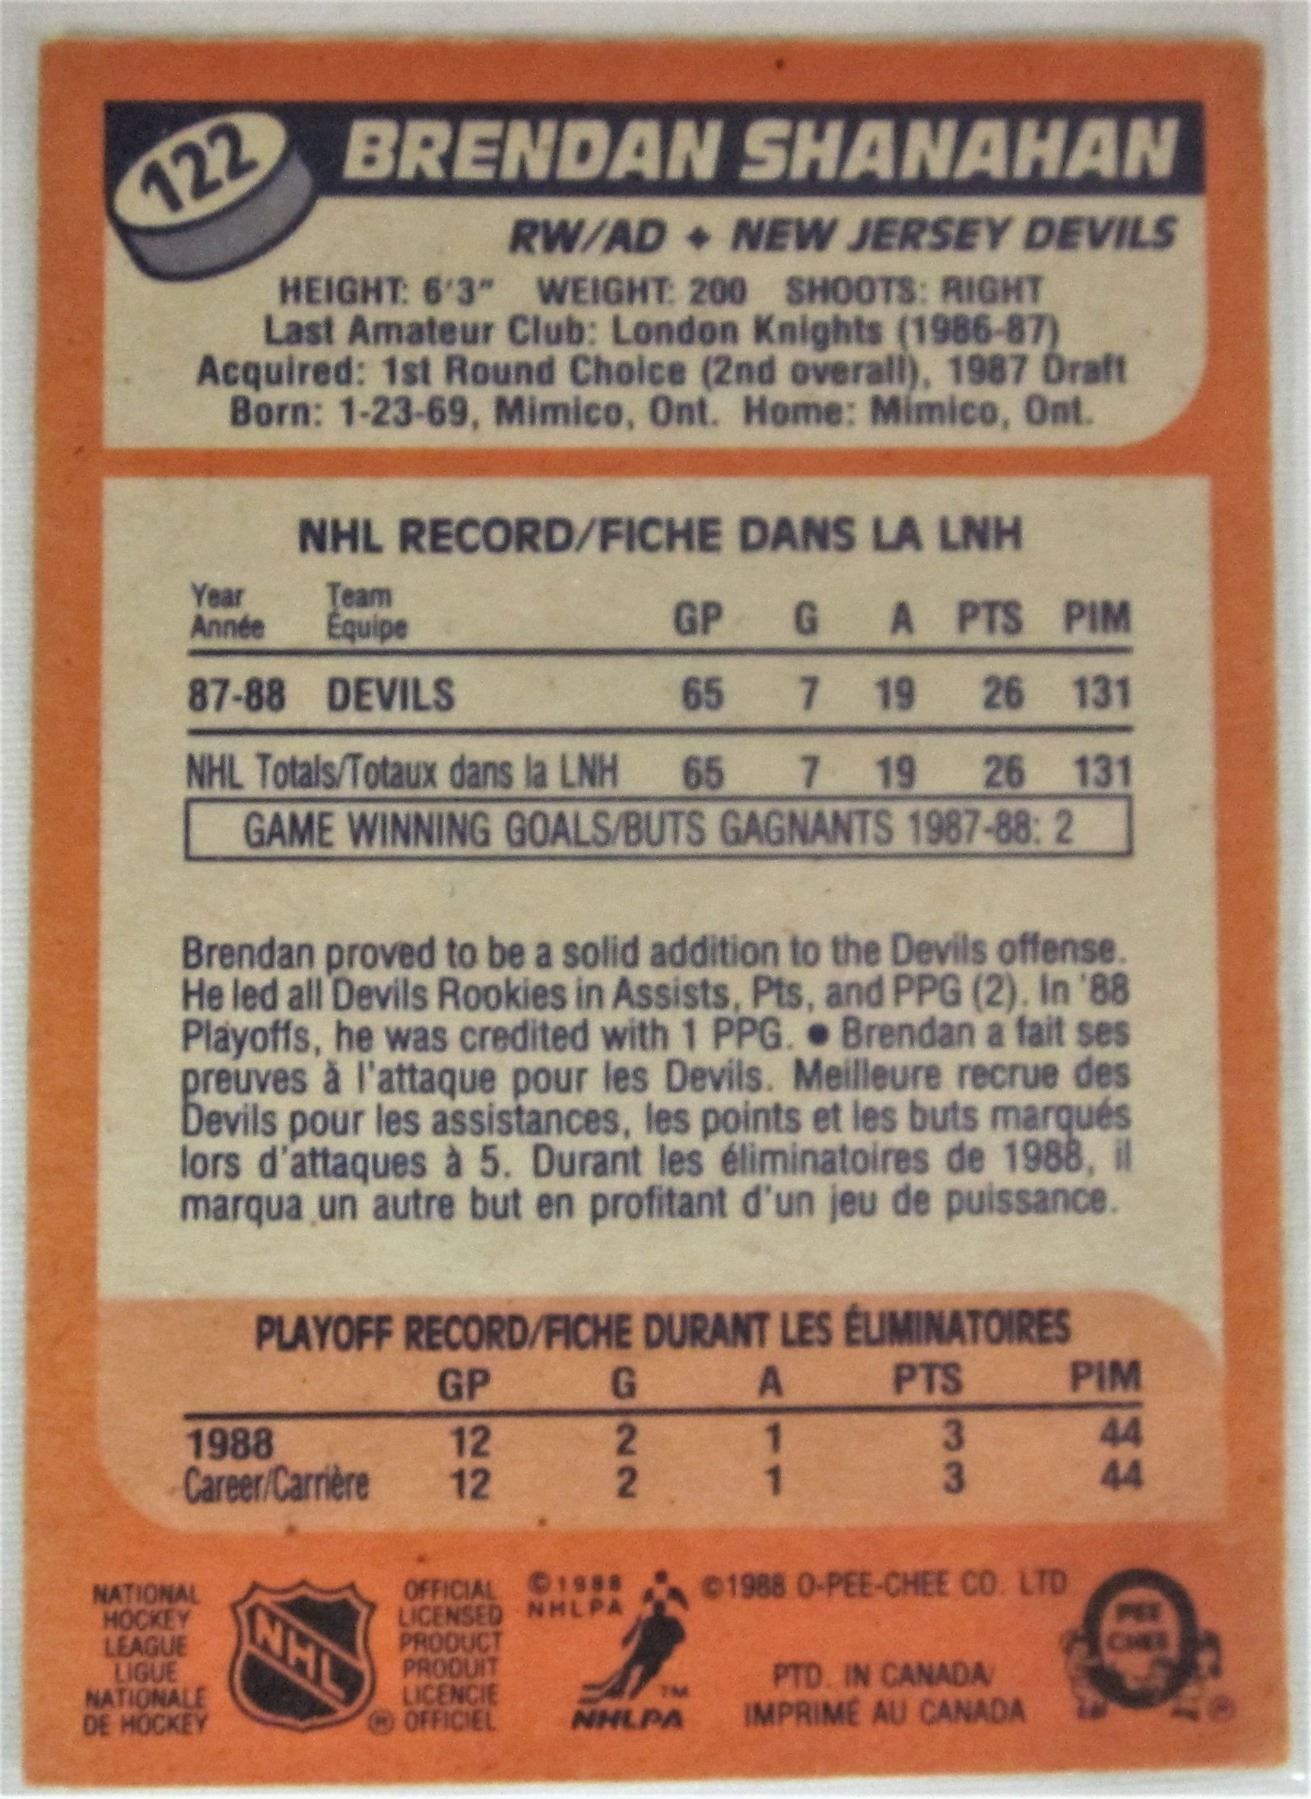 122
BRENDAN SHANAHAN
RW/AD ♦ NEW JERSEY DEVILS
HEIGHT: 6'3" WEIGHT: 200 SHOOTS: RIGHT
Last Amateur Club: London Knights (1986-87)
Acquired: 1st Round Choice (2nd overall), 1987 Draft
Born: 1-23-69, Mimico, Ont. Home: Mimico, Ont.
NHL RECORD/FICHE DANS LA LNH
Year Team
Année Équipe GP G A PTS PIM
87-88 DEVILS 65 7 19 26 131
NHL Totals/Totaux dans la LNH 65 7 19 26 131
GAME WINNING GOALS/BUTS GAGNANTS 1987-88: 2
Brendan proved to be a solid addition to the Devils offense.
He led all Devils Rookies in Assists, Pts, and PPG (2). In '88
Playoffs, he was credited with 1 PPG. ● Brendan a fait ses
preuves à l'attaque pour les Devils. Meilleure recrue des
Devils pour les assistances, les points et les buts marqués
lors d'attaques à 5. Durant les éliminatoires de 1988, il
marqua un autre but en profitant d'un jeu de puissance.
PLAYOFF RECORD/FICHE DURANT LES ÉLIMINATOIRES
GP G A PTS PIM
1988 12 2 1 3 44
Career/Carrière 12 2 1 3 44
NATIONAL
HOCKEY
LEAGUE
LIGUE
NATIONALE
DE HOCKEY
NHL
®
OFFICIAL
LICENSED
PRODUCT
PRODUIT
LICENCIE
OFFICIEL
©1988
NHLPA
TM
NHLPA
©1988 O-PEE-CHEE CO. LTD
PTD. IN CANADA/
IMPRIMÉ AU CANADA
PEE
CHEE
®